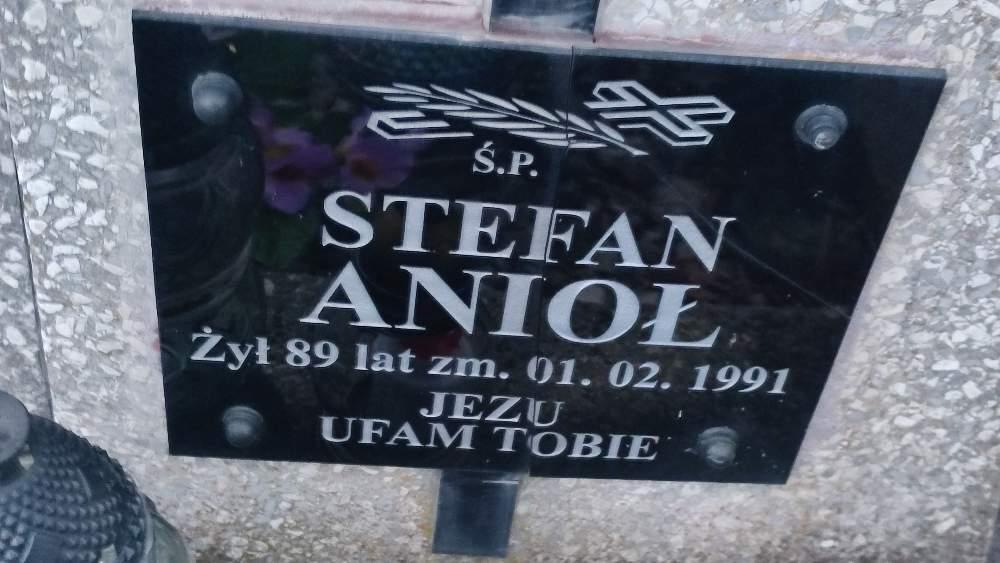 Ś.P.
STEFAN
ANIOŁ
Żył 89 lat zm. 01. 02. 1991
JEZU
UFAM TOBIE